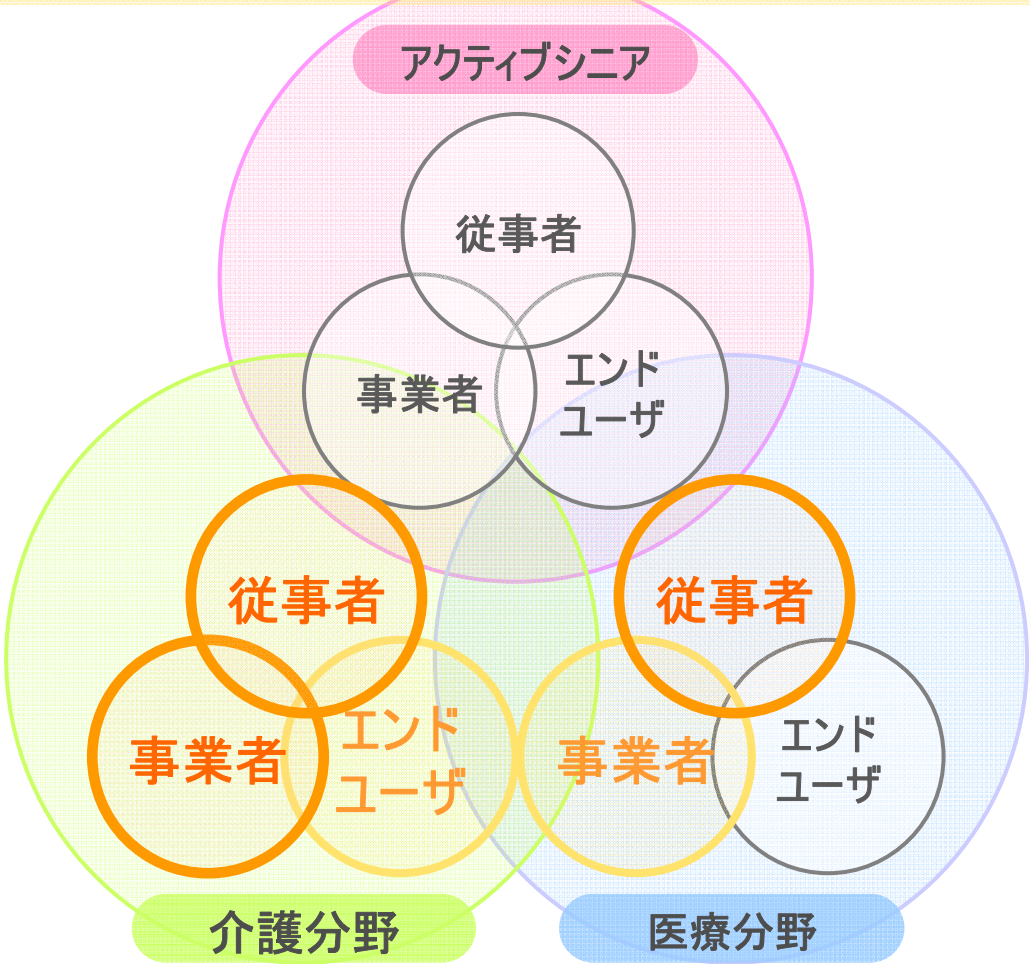 アクティブシニア
従事者
事業者
エンド
ユーザ
従事者
事業者
エンド
ユーザ
介護分野
従事者
事業者
エンド
ユーザ
医療分野